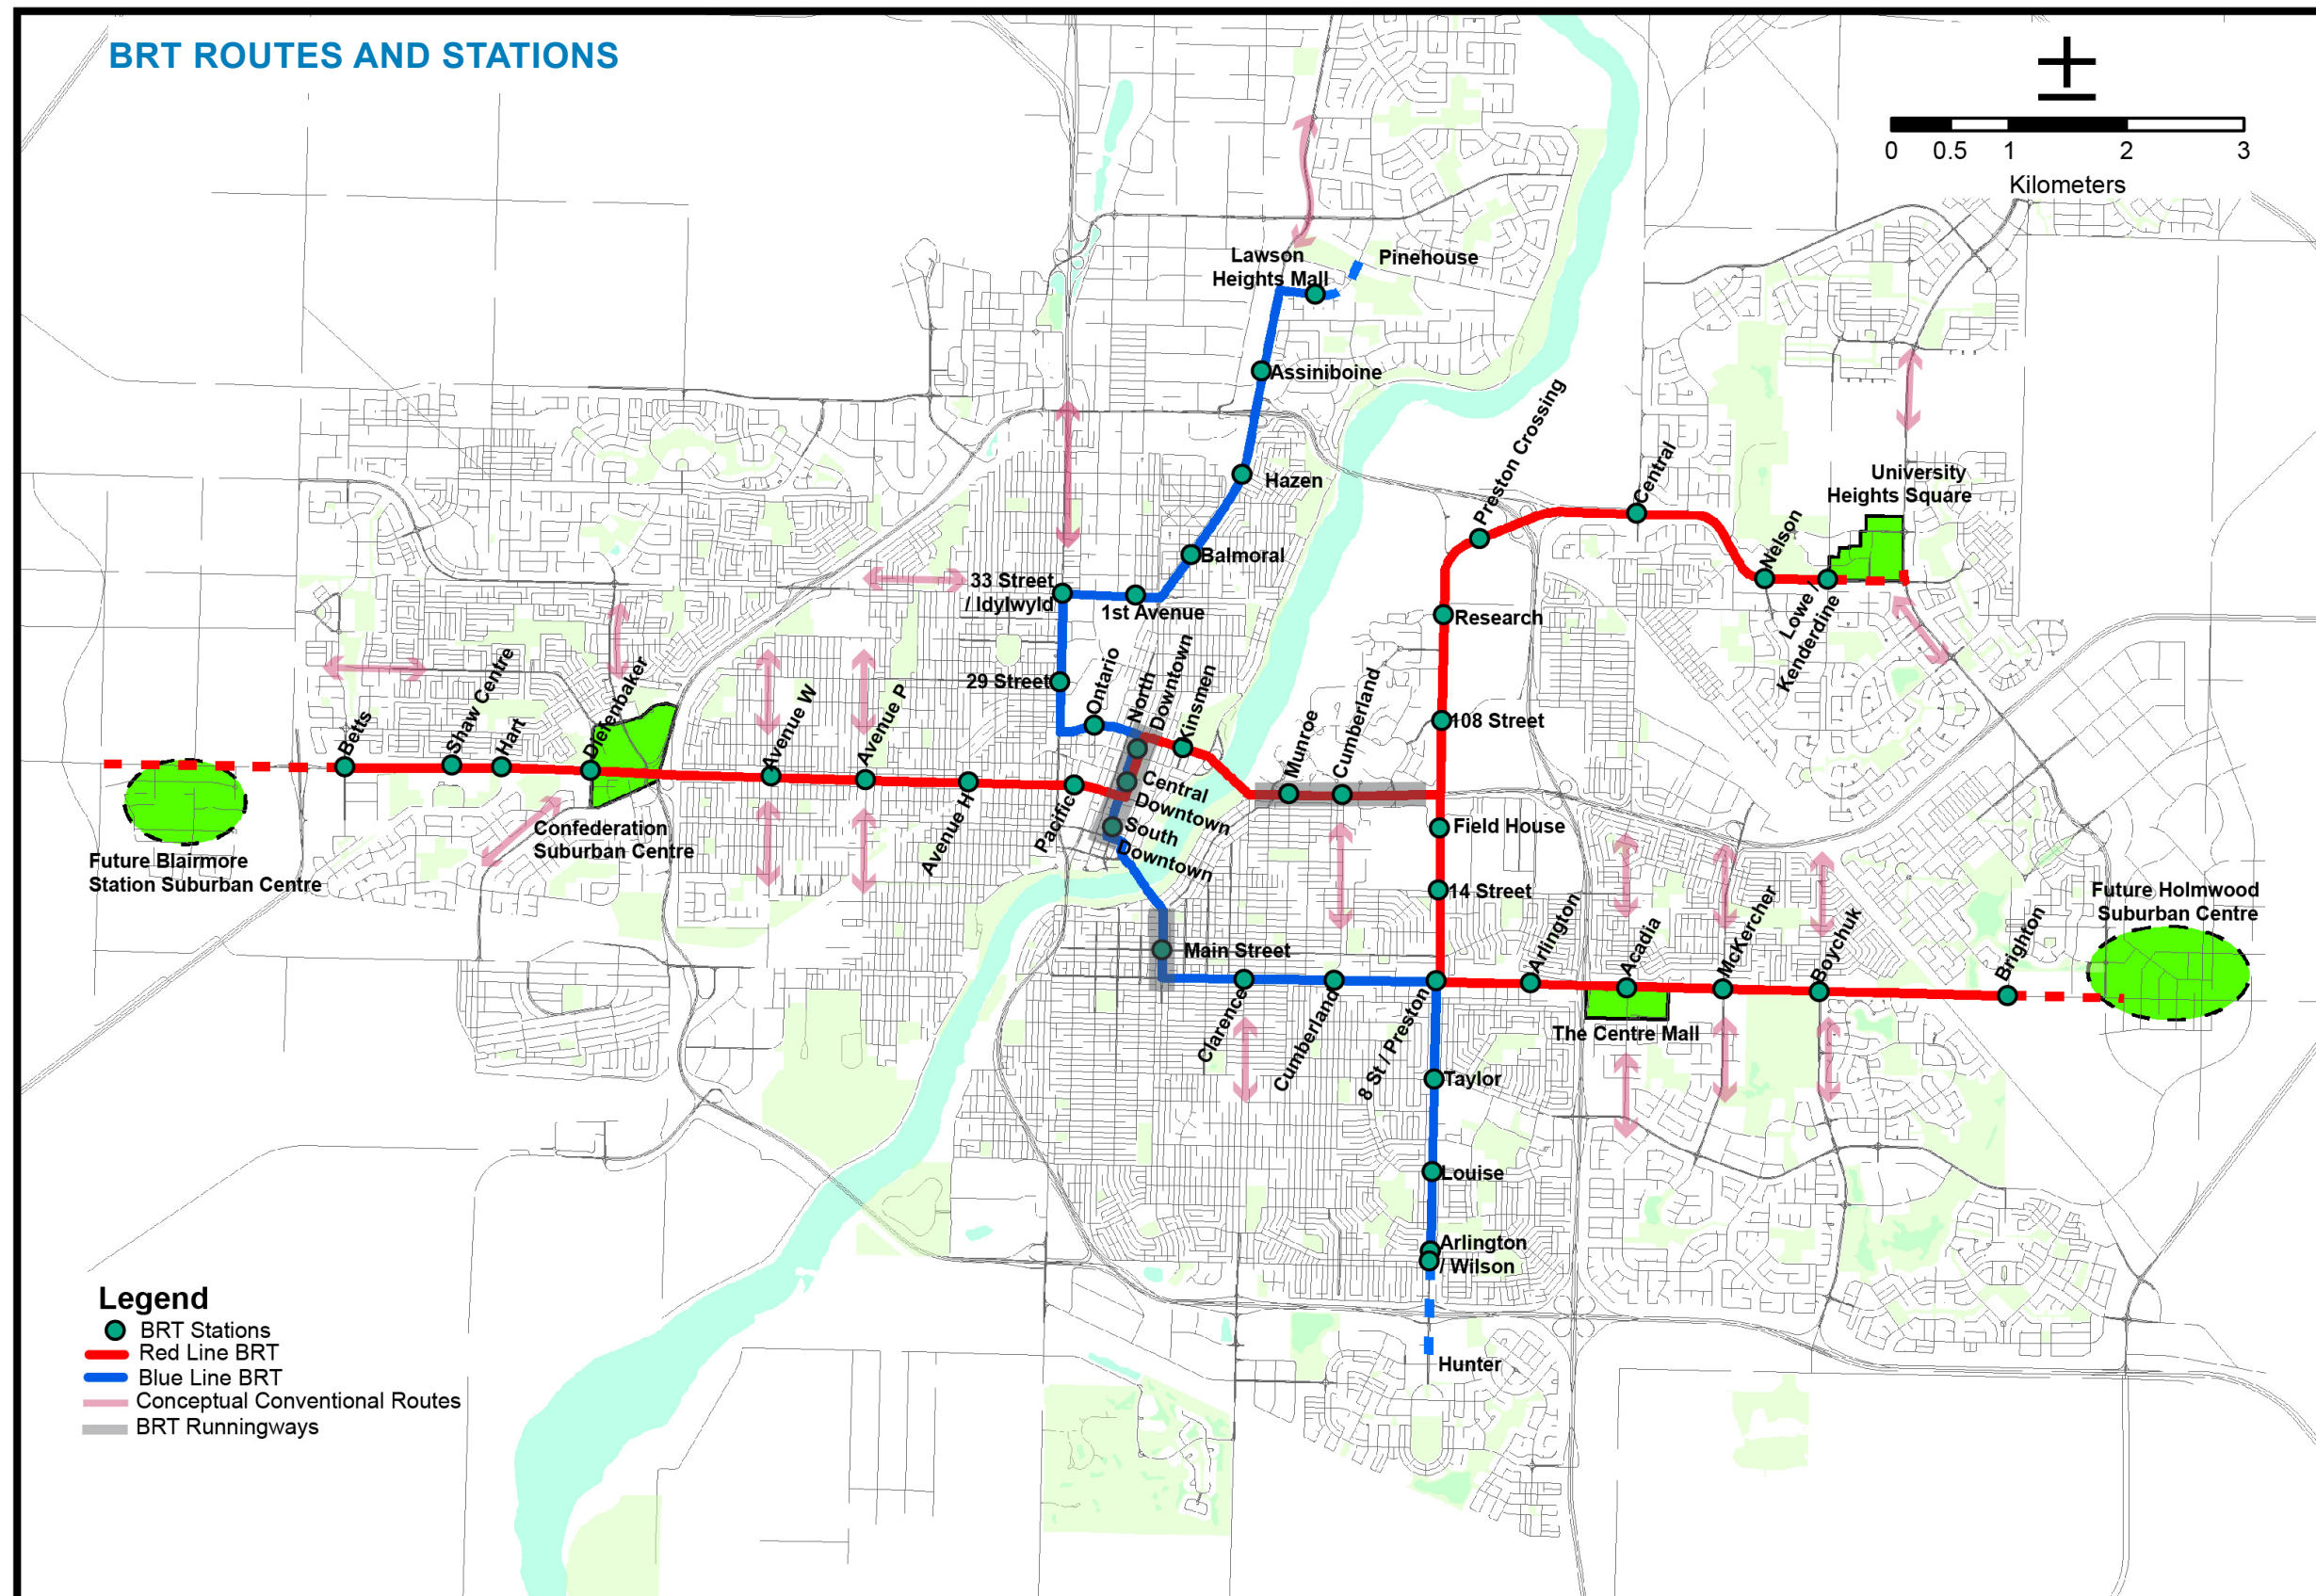 BRT ROUTES AND STATIONS
0 0.5 1 2 3
Kilometers
Lawson
Heights Mall
Pinehouse
Assiniboine
Hazen
Balmoral
33 Street
/ Idylwyld
1st Avenue
29 Street
Ontario
North
Downtown
Kinsmen
Central
Downtown
South
Downtown
Preston Crossing
Central
Nelson
Lowe /
Kenderdine
University
Heights Square
Research
108 Street
Munroe
Cumberland
Field House
14 Street
Betts
Shaw Centre
Hart
Diefenbaker
Avenue W
Avenue P
Avenue H
Pacific
Confederation
Suburban Centre
Future Blairmore
Station Suburban Centre
Main Street
Clarence
Cumberland
8 St / Preston
Arlington
Acadia
McKercher
Boychuk
Brighton
Future Holmwood
Suburban Centre
The Centre Mall
Taylor
Louise
Arlington
/ Wilson
Hunter
Legend
BRT Stations
Red Line BRT
Blue Line BRT
Conceptual Conventional Routes
BRT Runningways